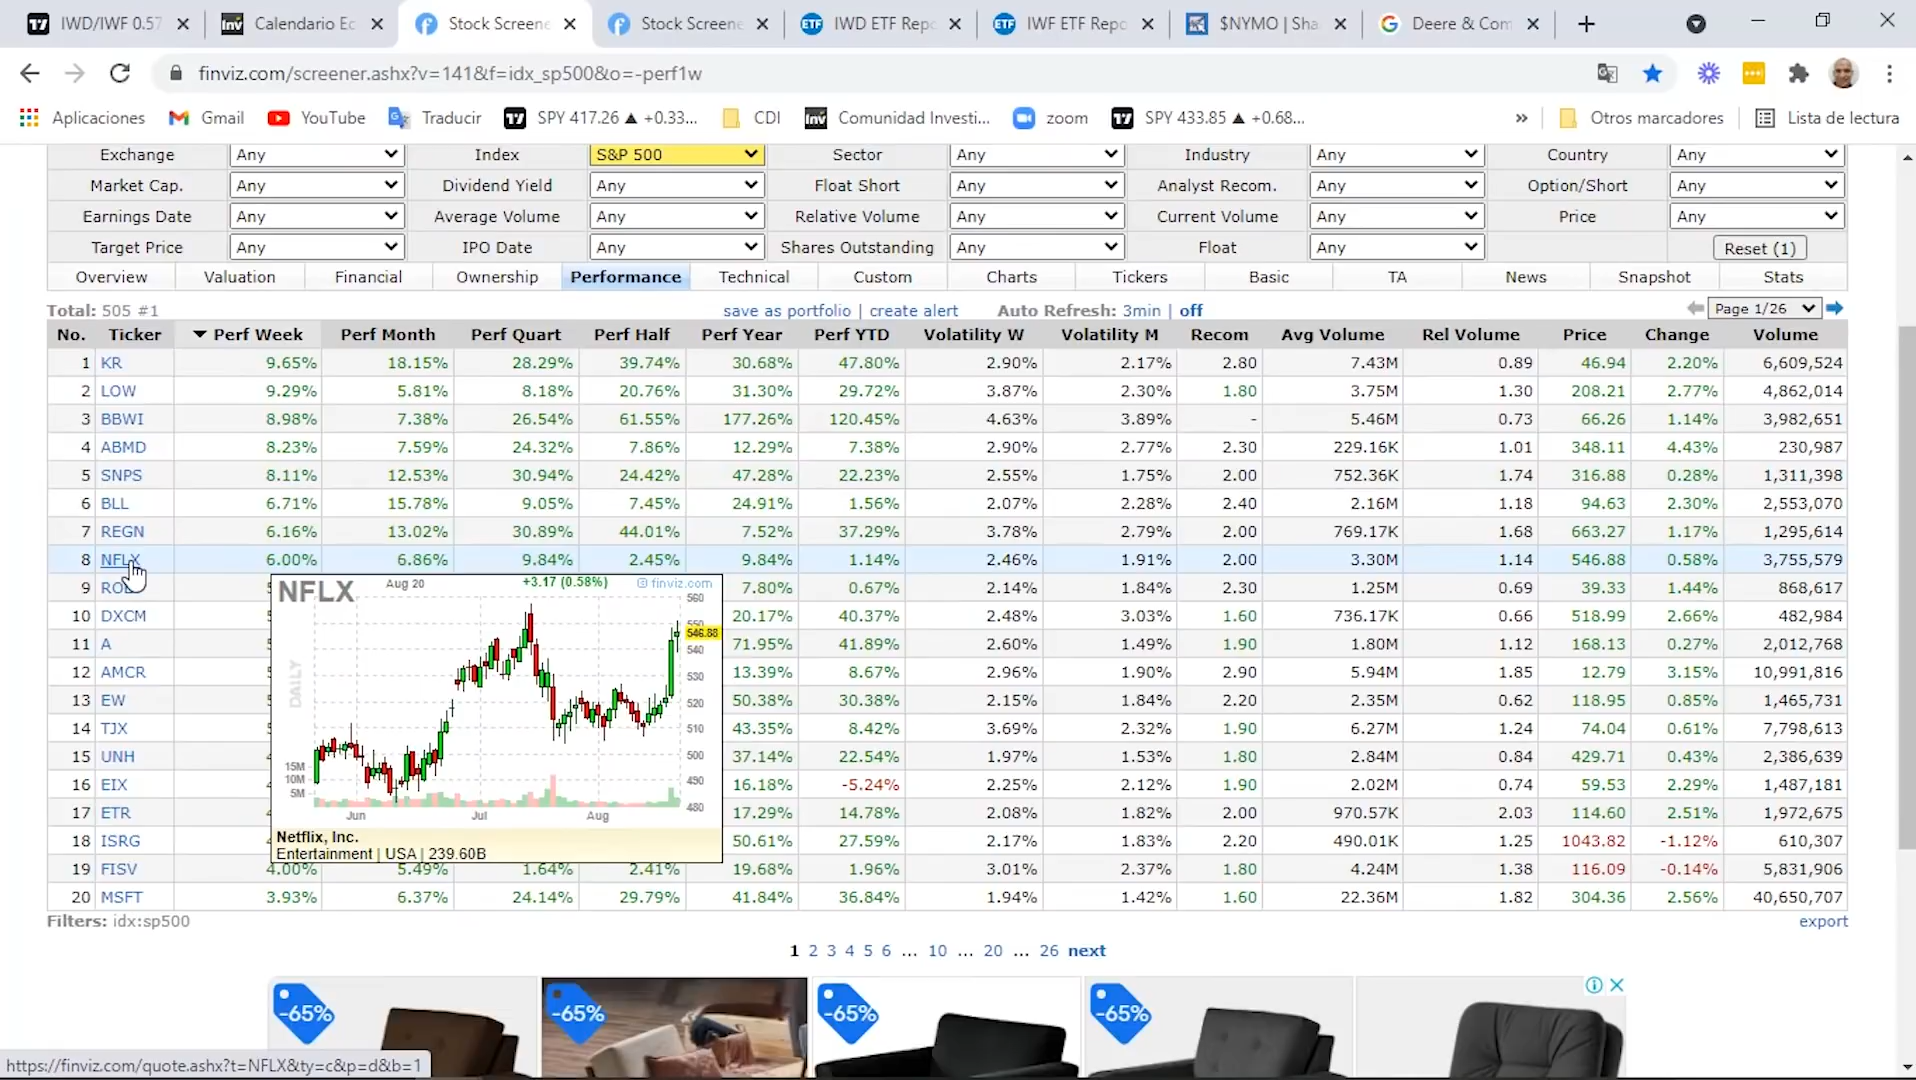 IWD/IWF 0.57
Calendario Ec
Stock Screene
Stock Screene
IWD ETF Repo
IWF ETF Repo
$NYMO | Sha
Deere & Com
finviz.com/screener.ashx?v=141&f=idx_sp500&o=-perf1w
Aplicaciones Gmail YouTube Traducir SPY 417.26 ▲ +0.33... CDI Comunidad Investi... zoom SPY 433.85 ▲ +0.68... » Otros marcadores Lista de lectura
Exchange Any Index S&P 500 Sector Any Industry Any Country Any
Market Cap. Any Dividend Yield Any Float Short Any Analyst Recom. Any Option/Short Any
Earnings Date Any Average Volume Any Relative Volume Any Current Volume Any Price Any
Target Price Any IPO Date Any Shares Outstanding Any Float Any Reset (1)
Overview Valuation Financial Ownership Performance Technical Custom Charts Tickers Basic TA News Snapshot Stats
Total: 505 #1 save as portfolio | create alert Auto Refresh: 3min | off Page 1/26
No. Ticker ▼ Perf Week Perf Month Perf Quart Perf Half Perf Year Perf YTD Volatility W Volatility M Recom Avg Volume Rel Volume Price Change Volume
1 KR 9.65% 18.15% 28.29% 39.74% 30.68% 47.80% 2.90% 2.17% 2.80 7.43M 0.89 46.94 2.20% 6,609,524
2 LOW 9.29% 5.81% 8.18% 20.76% 31.30% 29.72% 3.87% 2.30% 1.80 3.75M 1.30 208.21 2.77% 4,862,014
3 BBWI 8.98% 7.38% 26.54% 61.55% 177.26% 120.45% 4.63% 3.89% - 5.46M 0.73 66.26 1.14% 3,982,651
4 ABMD 8.23% 7.59% 24.32% 7.86% 12.29% 7.38% 2.90% 2.77% 2.30 229.16K 1.01 348.11 4.43% 230,987
5 SNPS 8.11% 12.53% 30.94% 24.42% 47.28% 22.23% 2.55% 1.75% 2.00 752.36K 1.74 316.88 0.28% 1,311,398
6 BLL 6.71% 15.78% 9.05% 7.45% 24.91% 1.56% 2.07% 2.28% 2.40 2.16M 1.18 94.63 2.30% 2,553,070
7 REGN 6.16% 13.02% 30.89% 44.01% 7.52% 37.29% 3.78% 2.79% 2.00 769.17K 1.68 663.27 1.17% 1,295,614
8 NFLX 6.00% 6.86% 9.84% 2.45% 9.84% 1.14% 2.46% 1.91% 2.00 3.30M 1.14 546.88 0.58% 3,755,579
9 7.80% 0.67% 2.14% 1.84% 2.30 1.25M 0.69 39.33 1.44% 868,617
10 DXCM 20.17% 40.37% 2.48% 3.03% 1.60 736.17K 0.66 518.99 2.66% 482,984
11 A 71.95% 41.89% 2.60% 1.49% 1.90 1.80M 1.12 168.13 0.27% 2,012,768
12 AMCR 13.39% 8.67% 2.96% 1.90% 2.90 5.94M 1.85 12.79 3.15% 10,991,816
13 EW 50.38% 30.38% 2.15% 1.84% 2.20 2.35M 0.62 118.95 0.85% 1,465,731
14 TJX 43.35% 8.42% 3.69% 2.32% 1.90 6.27M 1.24 74.04 0.61% 7,798,613
15 UNH 37.14% 22.54% 1.97% 1.53% 1.80 2.84M 0.84 429.71 0.43% 2,386,639
16 EIX 16.18% -5.24% 2.25% 2.12% 1.90 2.02M 0.74 59.53 2.29% 1,487,181
17 ETR 17.29% 14.78% 2.08% 1.82% 2.00 970.57K 2.03 114.60 2.51% 1,972,675
18 ISRG 50.61% 27.59% 2.17% 1.83% 2.20 490.01K 1.25 1043.82 -1.12% 610,307
19 FISV 4.00% 5.49% 1.64% 2.41% 19.68% 1.96% 3.01% 2.37% 1.80 4.24M 1.38 116.09 -0.14% 5,831,906
20 MSFT 3.93% 6.37% 24.14% 29.79% 41.84% 36.84% 1.94% 1.42% 1.60 22.36M 1.82 304.36 2.56% 40,650,707
NFLX Aug 20 +3.17 (0.58%) © finviz.com
DAILY
560
550
546.88
540
530
520
510
500
490
480
15M
10M
5M
Jun Jul Aug
Netflix, Inc.
Entertainment | USA | 239.60B
Filters: idx:sp500 export
1 2 3 4 5 6 ... 10 ... 20 ... 26 next
-65% -65% -65% -65%
https://finviz.com/quote.ashx?t=NFLX&ty=c&p=d&b=1